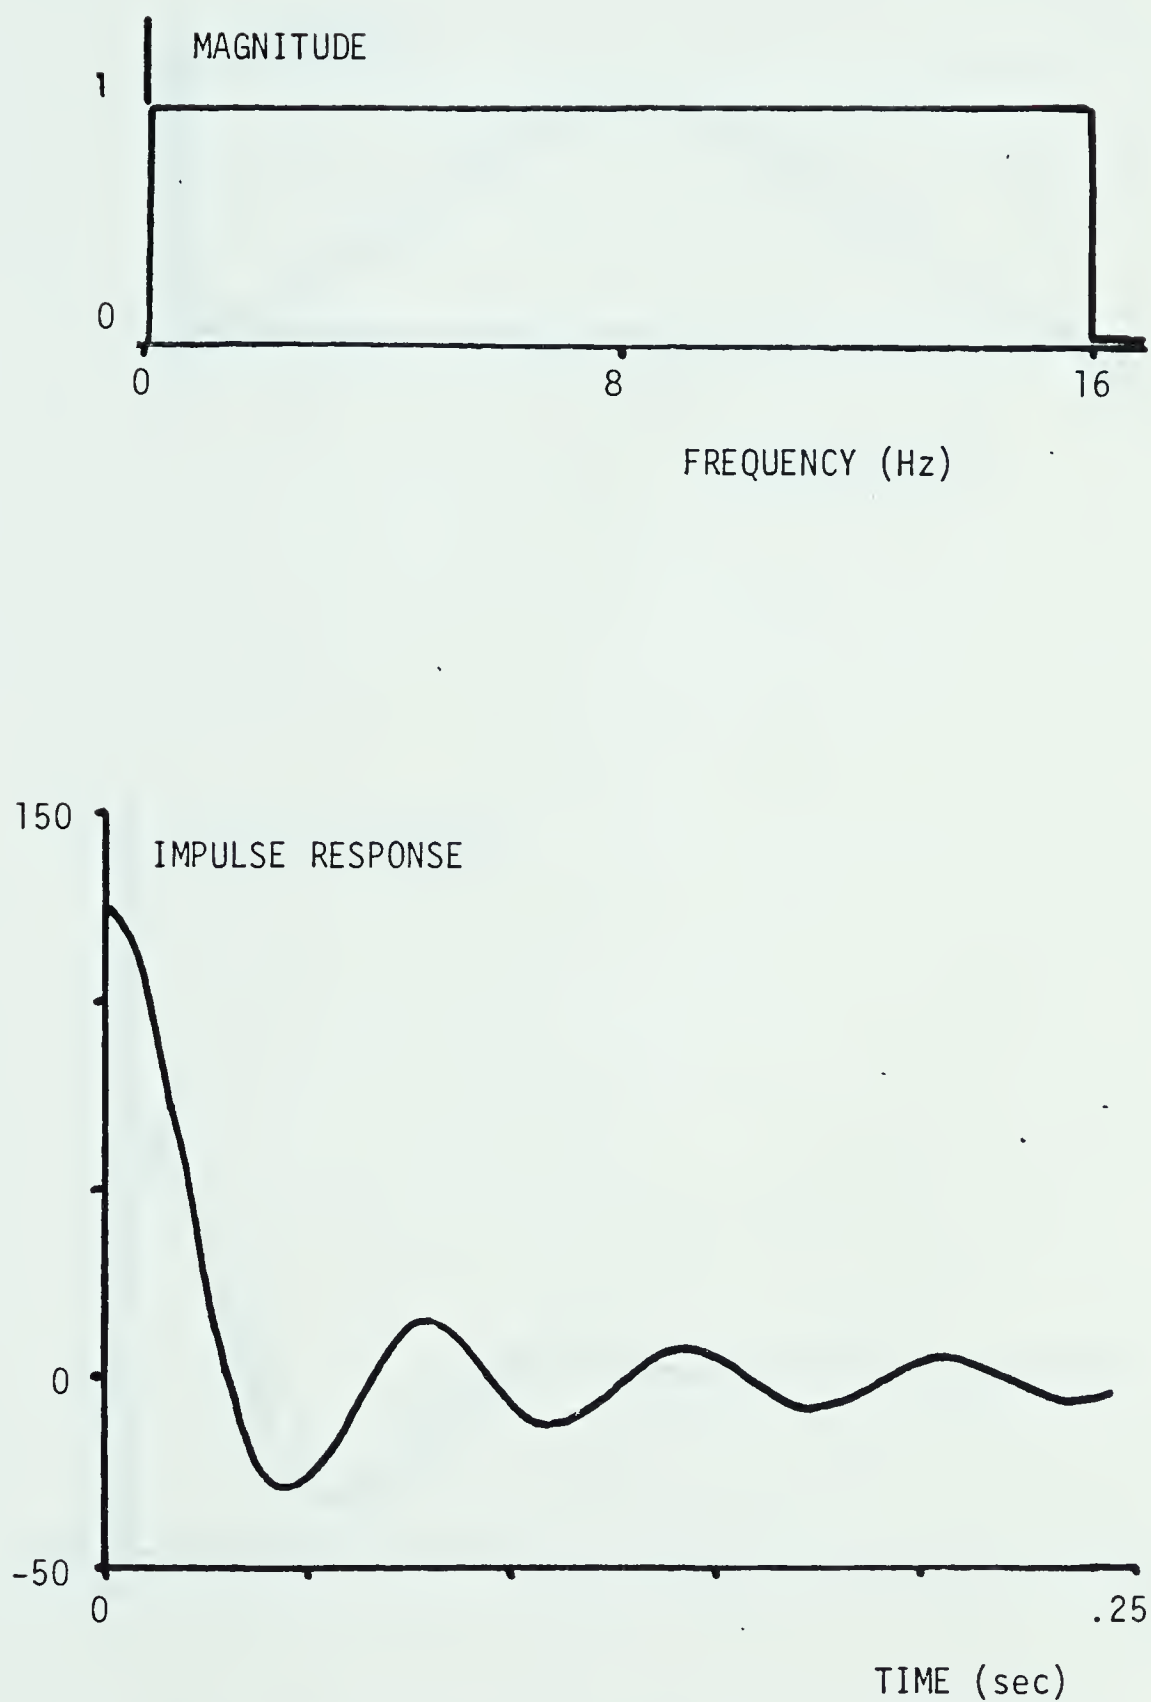 MAGNITUDE
1
0
0 8 16
FREQUENCY (Hz)
150
IMPULSE RESPONSE
0
-50
0 .25
TIME (sec)